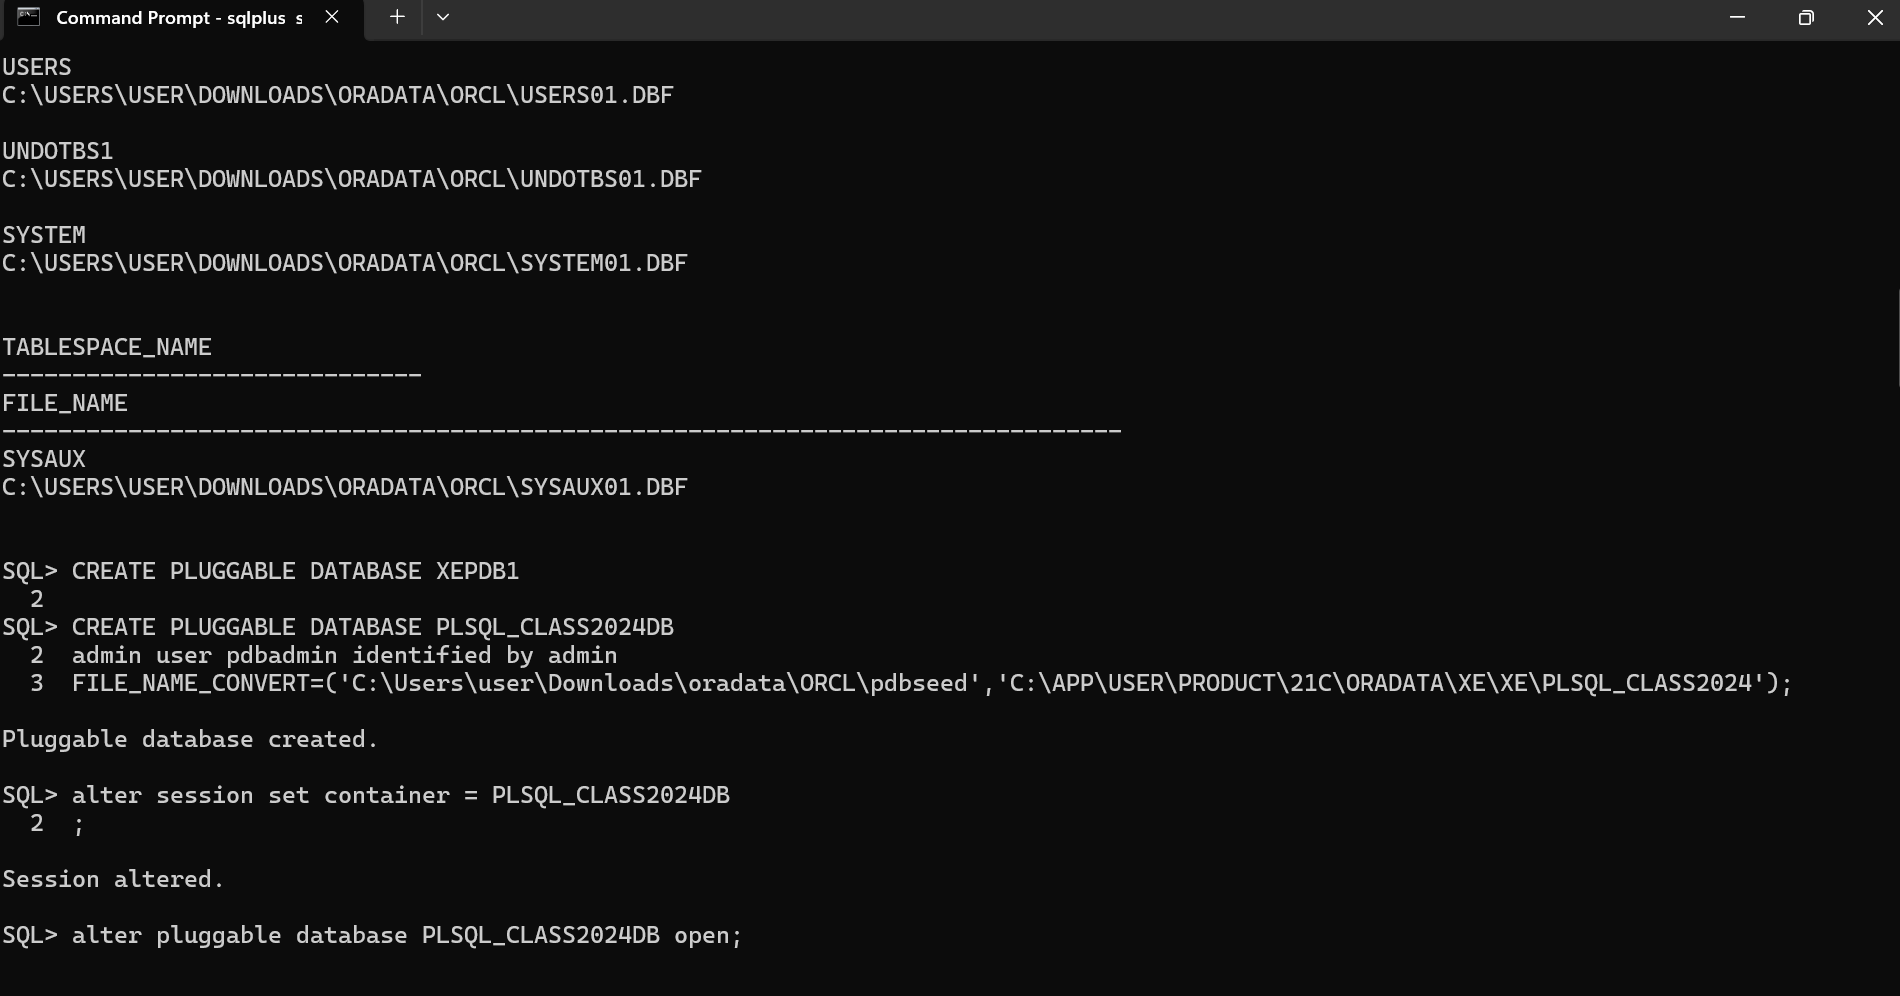 Command Prompt - sqlplus s
USERS
C:\USERS\USER\DOWNLOADS\ORADATA\ORCL\USERS01.DBF
UNDOTBS1
C:\USERS\USER\DOWNLOADS\ORADATA\ORCL\UNDOTBS01.DBF
SYSTEM
C:\USERS\USER\DOWNLOADS\ORADATA\ORCL\SYSTEM01.DBF
TABLESPACE_NAME
------------------------------
FILE_NAME
--------------------------------------------------------------------------------
SYSAUX
C:\USERS\USER\DOWNLOADS\ORADATA\ORCL\SYSAUX01.DBF
SQL> CREATE PLUGGABLE DATABASE XEPDB1
  2
SQL> CREATE PLUGGABLE DATABASE PLSQL_CLASS2024DB
  2  admin user pdbadmin identified by admin
  3  FILE_NAME_CONVERT=('C:\Users\user\Downloads\oradata\ORCL\pdbseed','C:\APP\USER\PRODUCT\21C\ORADATA\XE\XE\PLSQL_CLASS2024');
Pluggable database created.
SQL> alter session set container = PLSQL_CLASS2024DB
  2  ;
Session altered.
SQL> alter pluggable database PLSQL_CLASS2024DB open;